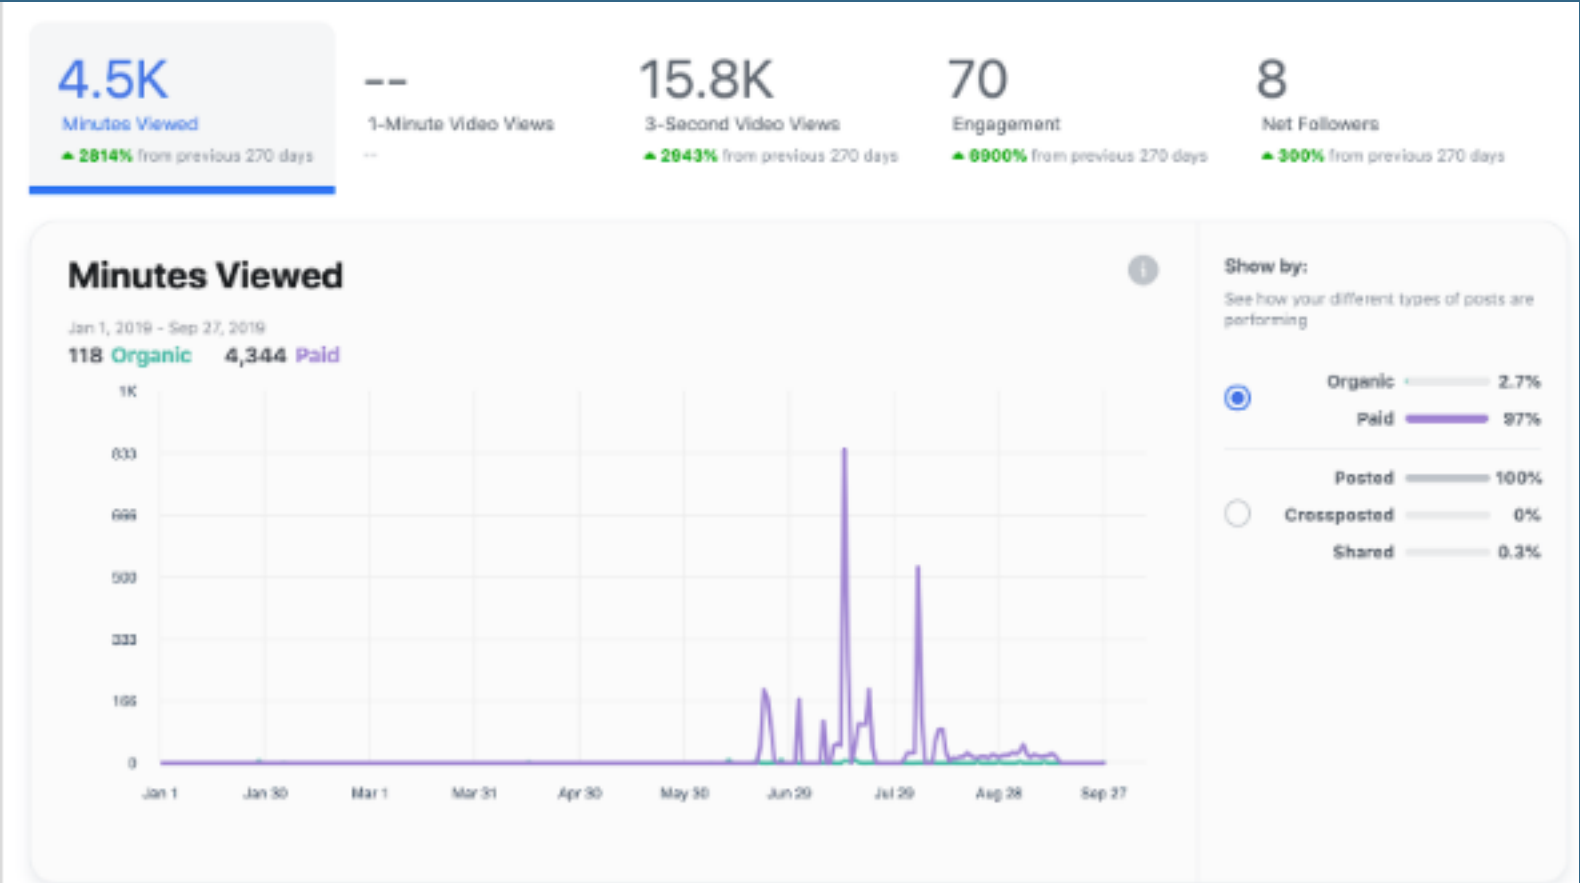 4.5K
Minutes Viewed
2814% from previous 270 days
--
1-Minute Video Views
--
15.8K
3-Second Video Views
2943% from previous 270 days
70
Engagement
6900% from previous 270 days
8
Net Followers
300% from previous 270 days
Minutes Viewed
Jan 1, 2019 - Sep 27, 2019
118 Organic 4,344 Paid
1K
833
666
500
333
166
0
Jan 1 Jan 30 Mar 1 Mar 31 Apr 30 May 30 Jun 29 Jul 29 Aug 28 Sep 27
Show by:
See how your different types of posts are
performing
Organic 2.7%
Paid 97%
Posted 100%
Crossposted 0%
Shared 0.3%